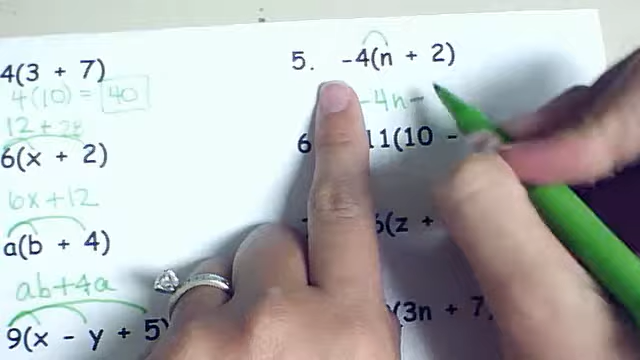 4(3 + 7)
4(10) = 40
12 + 28
6(x + 2)
6x + 12
a(b + 4)
ab + 4a
9(x - y + 5)
5. -4(n + 2)
-4n -
6 11(10 -
6(z +
(3n + 7